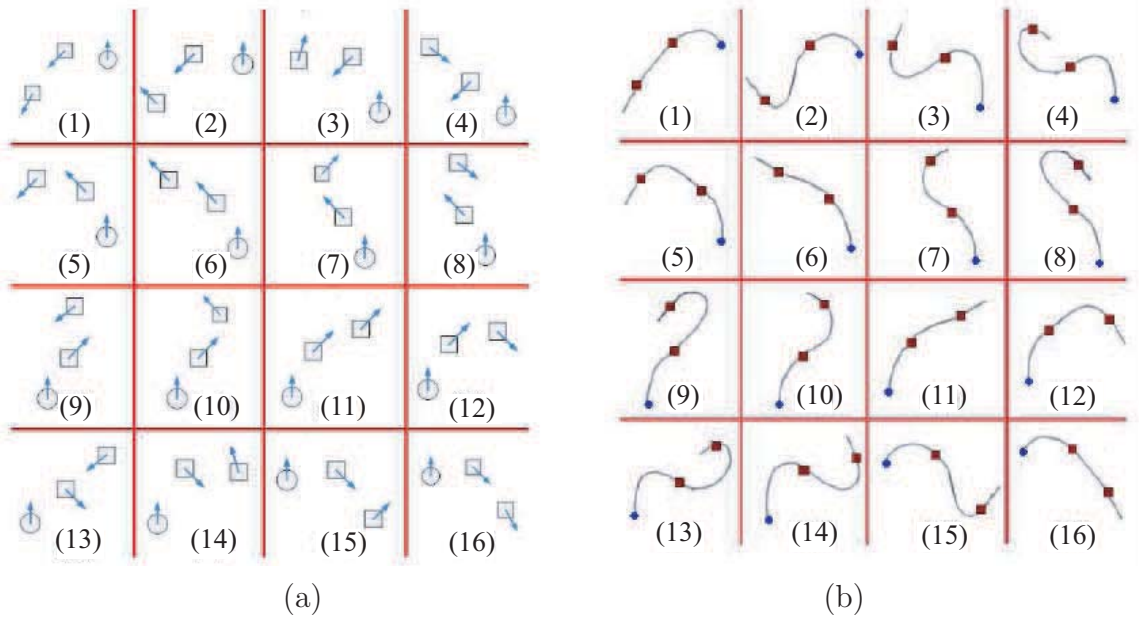 (1) (2) (3) (4)
(5) (6) (7) (8)
(9) (10) (11) (12)
(13) (14) (15) (16)
(a)
(1) (2) (3) (4)
(5) (6) (7) (8)
(9) (10) (11) (12)
(13) (14) (15) (16)
(b)